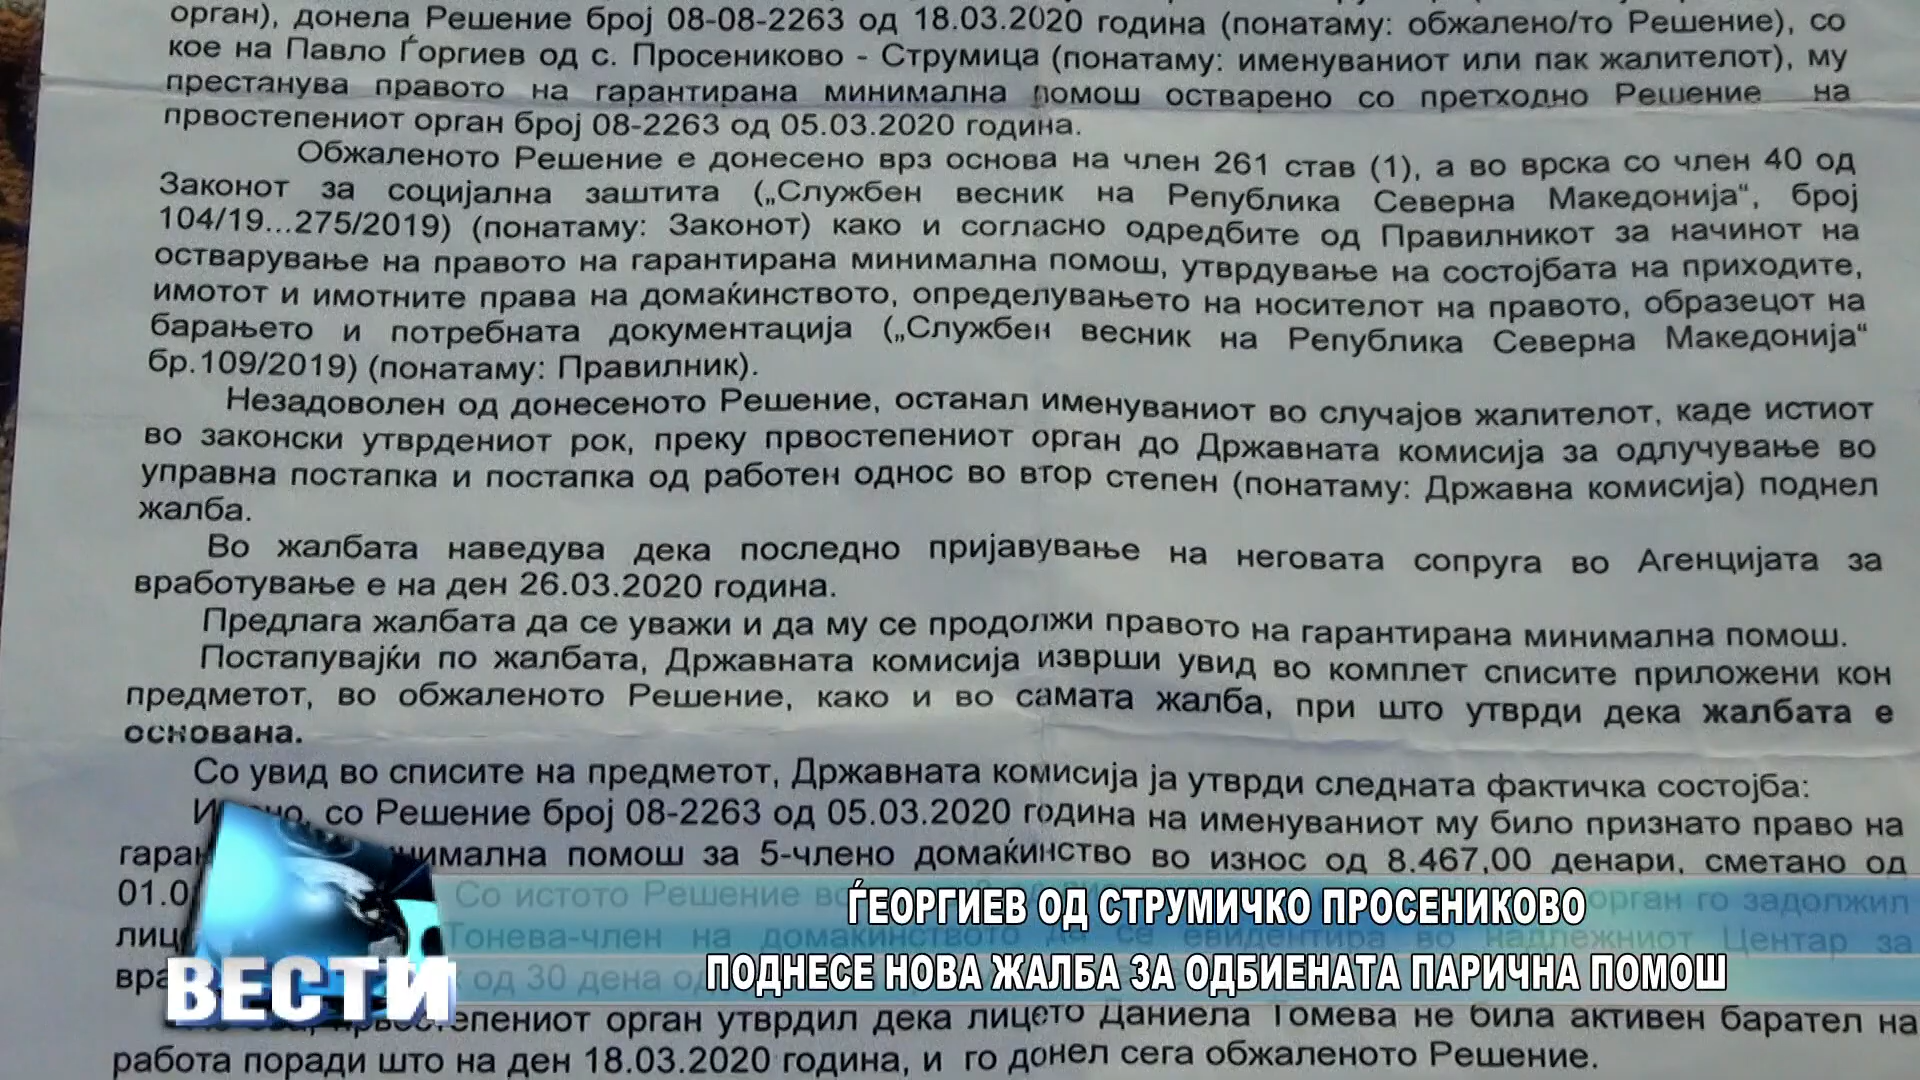 орган), донела Решение број 08-08-2263 од 18.03.2020 година (понатаму: обжалено/то Решение), со
кое на Павло Ѓоргиев од с. Просениково - Струмица (понатаму: именуваниот или пак жалителот), му
престанува правото на гарантирана минимална помош остварено со претходно Решение на
првостепениот орган број 08-2263 од 05.03.2020 година.
Обжаленото Решение е донесено врз основа на член 261 став (1), а во врска со член 40 од
Законот за социјална заштита („Службен весник на Република Северна Македонија“, број
104/19...275/2019) (понатаму: Законот) како и согласно одредбите од Правилникот за начинот на
остварување на правото на гарантирана минимална помош, утврдување на состојбата на приходите,
имотот и имотните права на домаќинството, определувањето на носителот на правото, образецот на
барањето и потребната документација („Службен весник на Република Северна Македонија“
бр.109/2019) (понатаму: Правилник).
Незадоволен од донесеното Решение, останал именуваниот во случајов жалителот, каде истиот
во законски утврдениот рок, преку првостепениот орган до Државната комисија за одлучување во
управна постапка и постапка од работен однос во втор степен (понатаму: Државна комисија) поднел
жалба.
Во жалбата наведува дека последно пријавување на неговата сопруга во Агенцијата за
вработување е на ден 26.03.2020 година.
Предлага жалбата да се уважи и да му се продолжи правото на гарантирана минимална помош.
Постапувајќи по жалбата, Државната комисија изврши увид во комплет списите приложени кон
предметот, во обжаленото Решение, како и во самата жалба, при што утврди дека жалбата е
основана.
Со увид во списите на предметот, Државната комисија ја утврди следната фактичка состојба:
со Решение број 08-2263 од 05.03.2020 година на именуваниот му било признато право на
помош за 5-члено домаќинство во износ од 8.467,00 денари, сметано од
Со истото Решение орган го задолжил
Тонева-член на домаќинството да се евидентира во надлежниот Центар за
од 30 дена
ЃЕОРГИЕВ ОД СТРУМИЧКО ПРОСЕНИКОВО
ПОДНЕСЕ НОВА ЖАЛБА ЗА ОДБИЕНАТА ПАРИЧНА ПОМОШ
ВЕСТИ
орган утврдил дека лицето Даниела Томева не била активен барател на
работа поради што на ден 18.03.2020 година, и го донел сега обжаленото Решение.